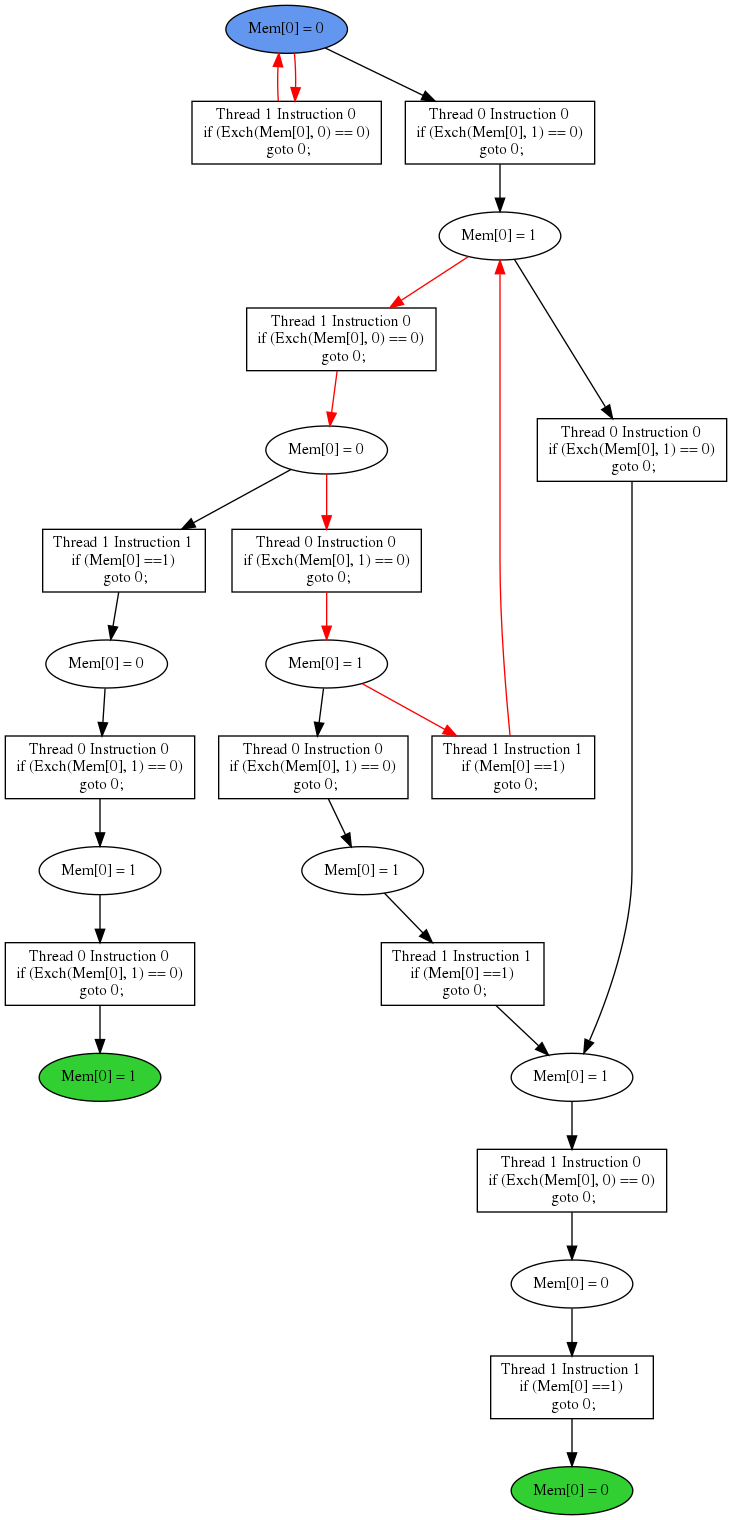 Mem[0] = 0
Thread 1 Instruction 0
if (Exch(Mem[0], 0) == 0)
goto 0;
Thread 0 Instruction 0
if (Exch(Mem[0], 1) == 0)
goto 0;
Mem[0] = 1
Thread 1 Instruction 0
if (Exch(Mem[0], 0) == 0)
goto 0;
Thread 0 Instruction 0
if (Exch(Mem[0], 1) == 0)
goto 0;
Mem[0] = 0
Thread 1 Instruction 1
if (Mem[0] ==1)
goto 0;
Thread 0 Instruction 0
if (Exch(Mem[0], 1) == 0)
goto 0;
Mem[0] = 0
Mem[0] = 1
Thread 0 Instruction 0
if (Exch(Mem[0], 1) == 0)
goto 0;
Thread 0 Instruction 0
if (Exch(Mem[0], 1) == 0)
goto 0;
Thread 1 Instruction 1
if (Mem[0] ==1)
goto 0;
Mem[0] = 1
Mem[0] = 1
Thread 0 Instruction 0
if (Exch(Mem[0], 1) == 0)
goto 0;
Thread 1 Instruction 1
if (Mem[0] ==1)
goto 0;
Mem[0] = 1
Mem[0] = 1
Thread 1 Instruction 0
if (Exch(Mem[0], 0) == 0)
goto 0;
Mem[0] = 0
Thread 1 Instruction 1
if (Mem[0] ==1)
goto 0;
Mem[0] = 0